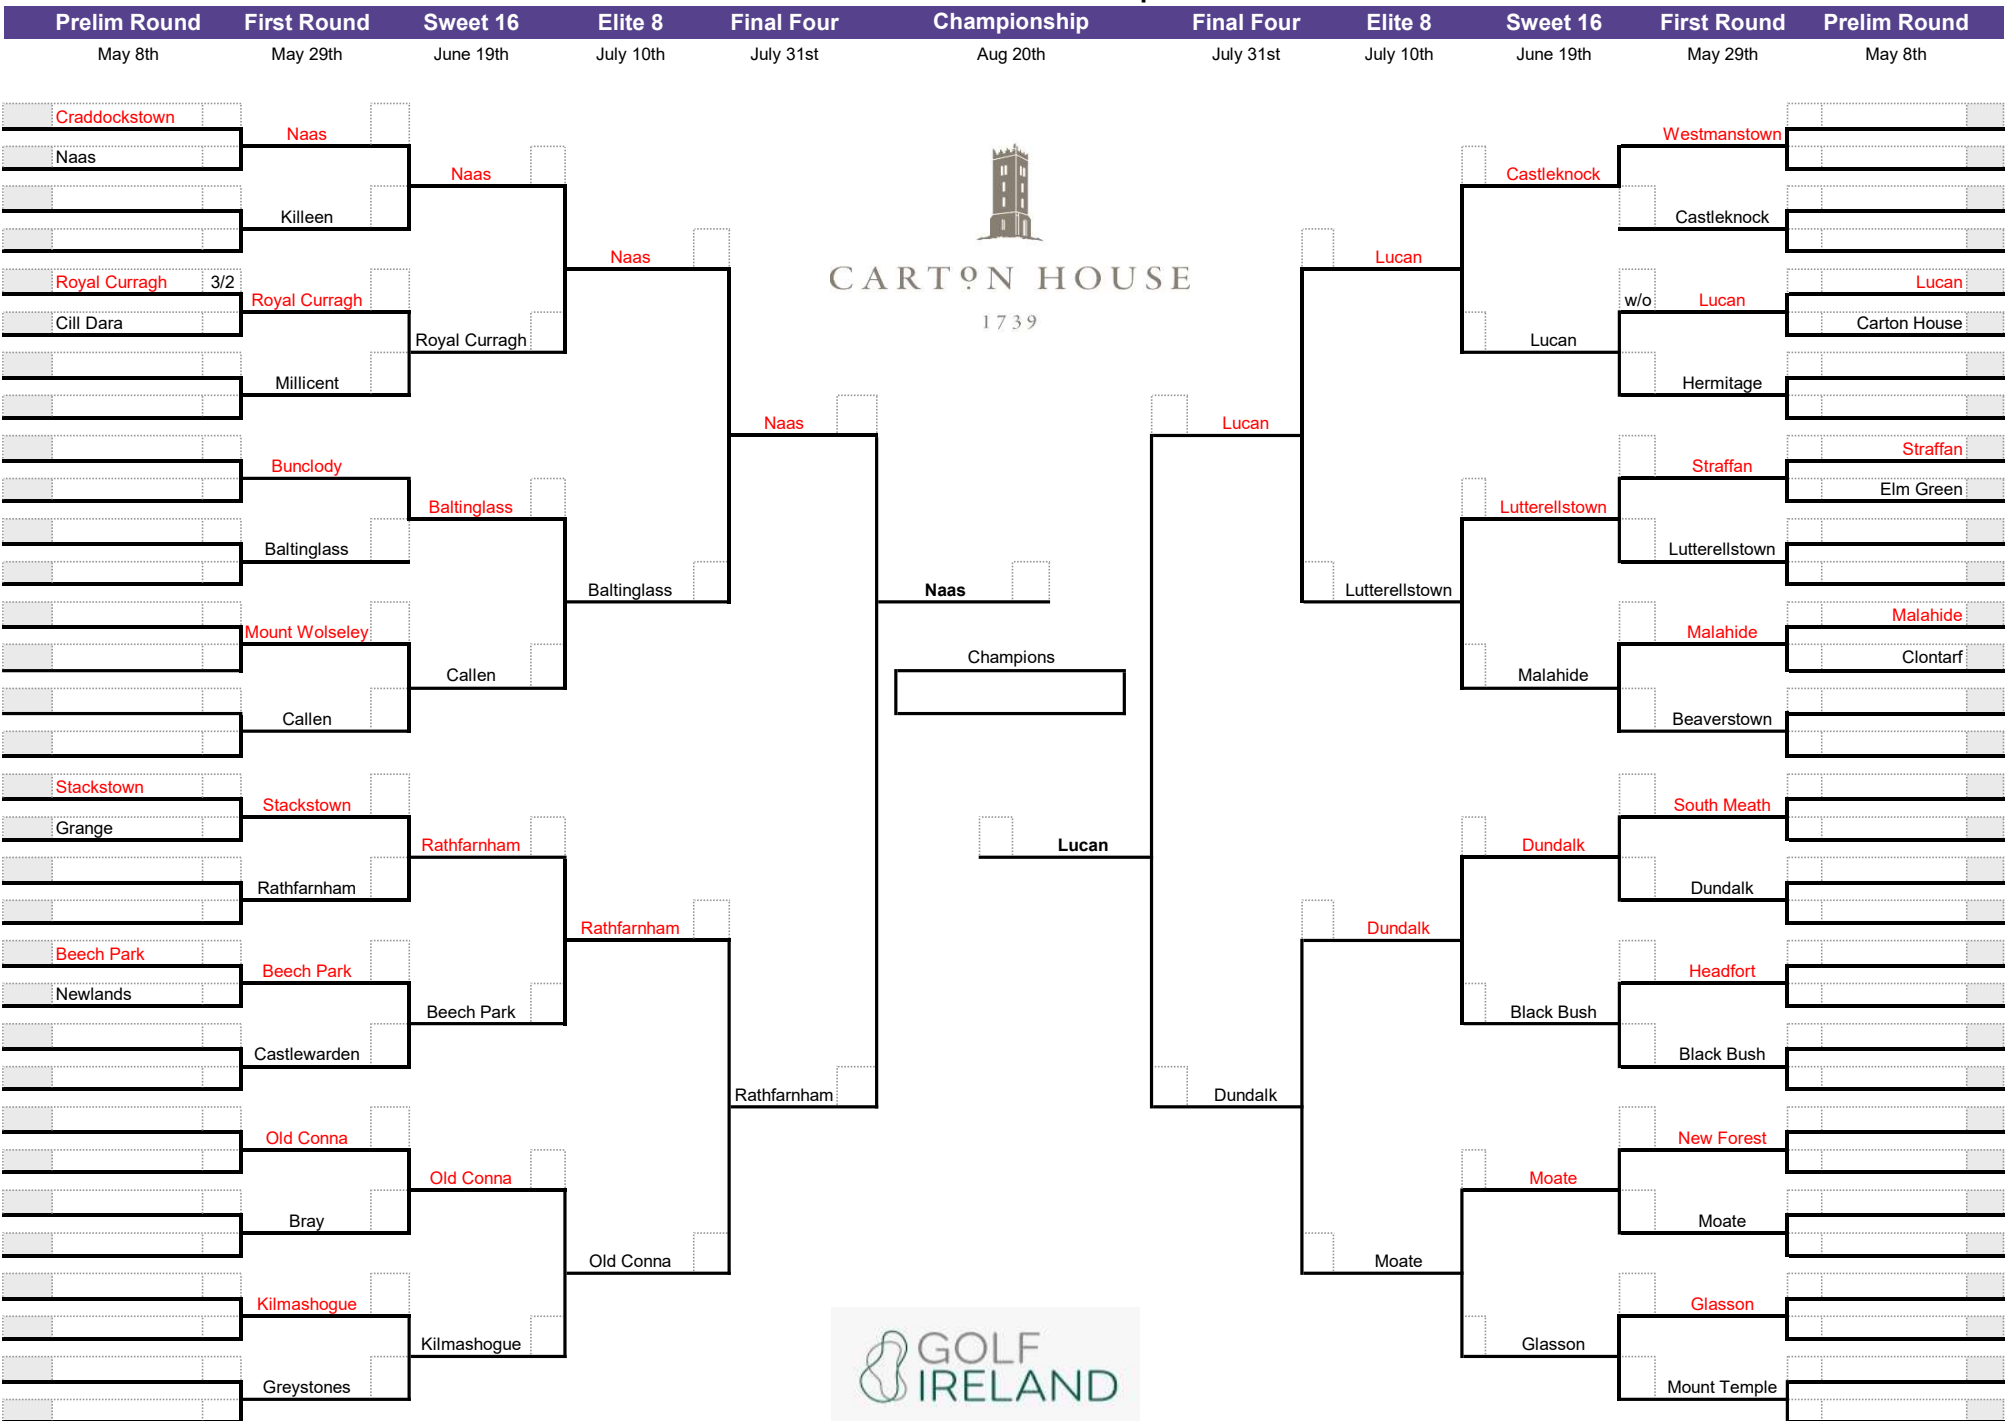 Prelim Round First Round Sweet 16 Elite 8 Final Four Championship Final Four Elite 8 Sweet 16 First Round Prelim Round
May 8th May 29th June 19th July 10th July 31st Aug 20th July 31st July 10th June 19th May 29th May 8th
Craddockstown
Naas Westmanstown
Naas
Naas Castleknock
Killeen Castleknock
Naas Lucan
CARTON HOUSE
Royal Curragh 3/2 Lucan
Royal Curragh w/o Lucan
1739
Cill Dara Carton House
Royal Curragh Lucan
Millicent Hermitage
Naas Lucan
Straffan
Bunclody Straffan
Elm Green
Baltinglass Lutterellstown
Baltinglass Lutterellstown
Baltinglass Naas Lutterellstown
Malahide
Mount Wolseley Malahide
Champions Clontarf
Callen Malahide
Callen Beaverstown
Stackstown
Stackstown South Meath
Grange
Rathfarnham Lucan Dundalk
Rathfarnham Dundalk
Rathfarnham Dundalk
Beech Park
Beech Park Headfort
Newlands
Beech Park Black Bush
Castlewarden Black Bush
Rathfarnham Dundalk
Old Conna New Forest
Old Conna Moate
Bray Moate
Old Conna Moate
Kilmashogue Glasson
Kilmashogue Glasson
GOLF
IRELAND
Greystones Mount Temple